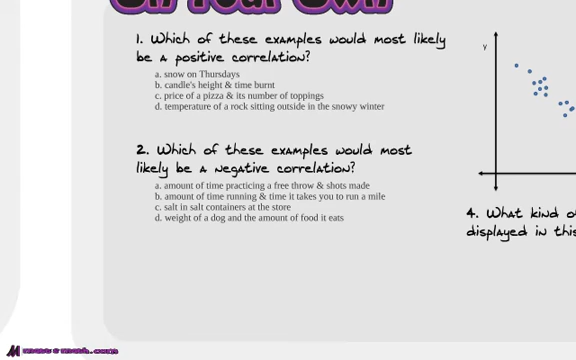 On Your Own
1. Which of these examples would most likely
be a positive correlation?
a. snow on Thursdays
b. candle's height & time burnt
c. price of a pizza & its number of toppings
d. temperature of a rock sitting outside in the snowy winter
2. Which of these examples would most
likely be a negative correlation?
a. amount of time practicing a free throw & shots made
b. amount of time running & time it takes you to run a mile
c. salt in salt containers at the store
d. weight of a dog and the amount of food it eats
y
4. What kind o
displayed in this